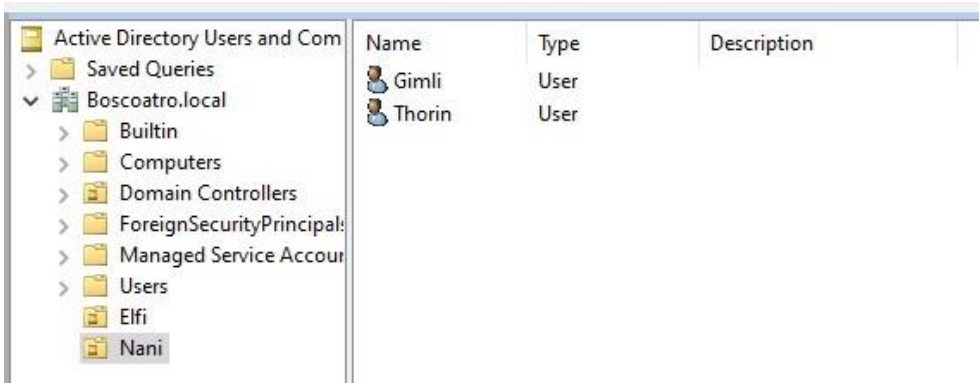 Active Directory Users and Com
Saved Queries
Boscoatro.local
Builtin
Computers
Domain Controllers
ForeignSecurityPrincipals
Managed Service Accour
Users
Elfi
Nani
Name Type Description
Gimli User
Thorin User